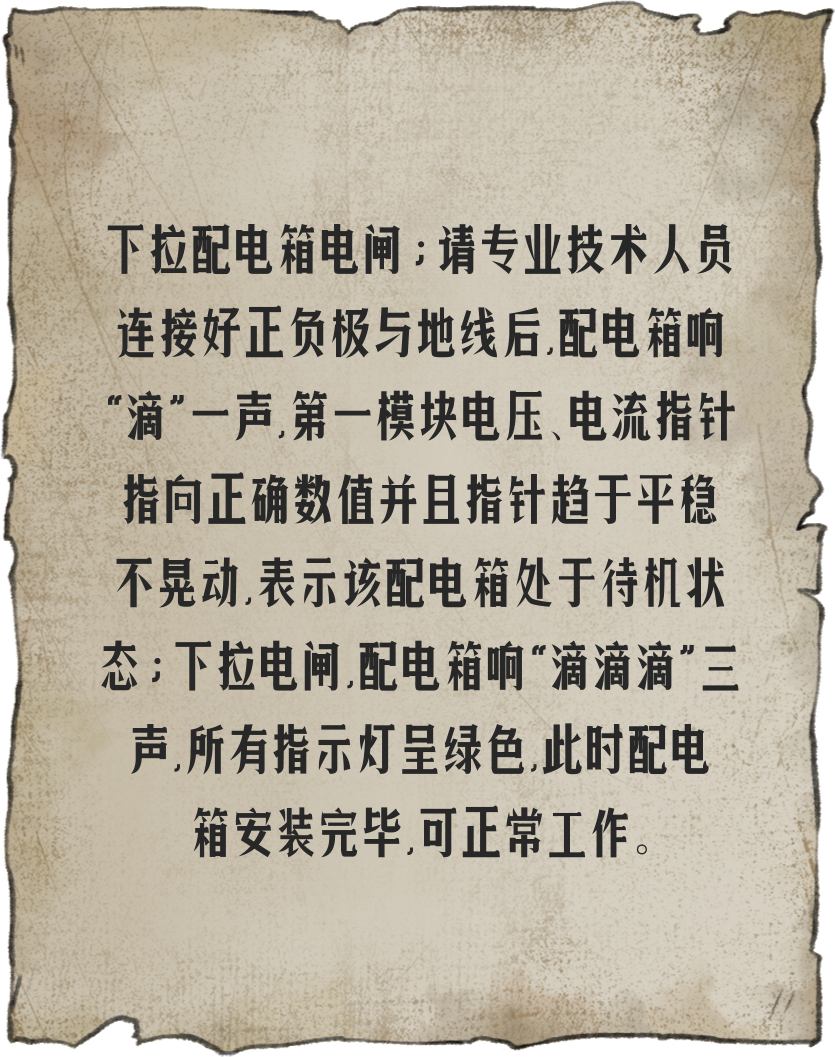 下拉配电箱电闸；请专业技术人员
连接好正负极与地线后,配电箱响
“滴”一声,第一模块电压、电流指针
指向正确数值并且指针趋于平稳
不晃动,表示该配电箱处于待机状
态；下拉电闸,配电箱响“滴滴滴”三
声,所有指示灯呈绿色,此时配电
箱安装完毕,可正常工作。